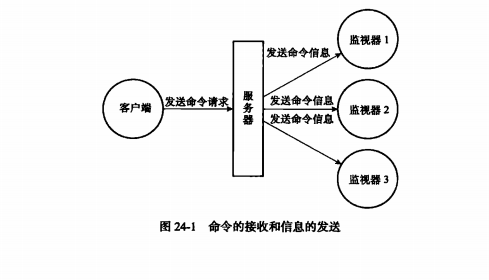 监视器1
发送命令信息
客户端
发送命令请求
服务器
发送命令信息
监视器2
发送命令信息
监视器3
图 24-1 命令的接收和信息的发送